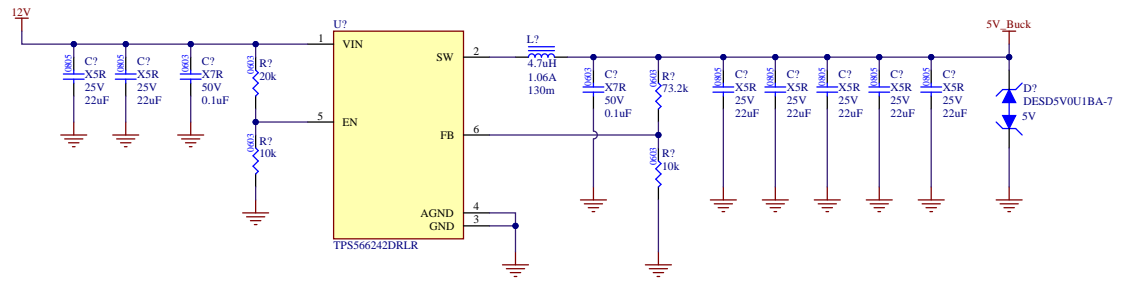 12V
C?
X5R
25V
22uF
0805
C?
X5R
25V
22uF
0805
C?
X7R
50V
0.1uF
0603
R?
20k
0603
R?
10k
0603
U?
1
VIN
5
EN
SW
2
FB
6
AGND
4
GND
3
TPS566242DRLR
L?
4.7uH
1.06A
130m
C?
X7R
50V
0.1uF
0603
R?
73.2k
0603
R?
10k
0603
C?
X5R
25V
22uF
0805
C?
X5R
25V
22uF
0805
C?
X5R
25V
22uF
0805
C?
X5R
25V
22uF
0805
C?
X5R
25V
22uF
0805
5V_Buck
D?
DESD5V0U1BA-7
5V